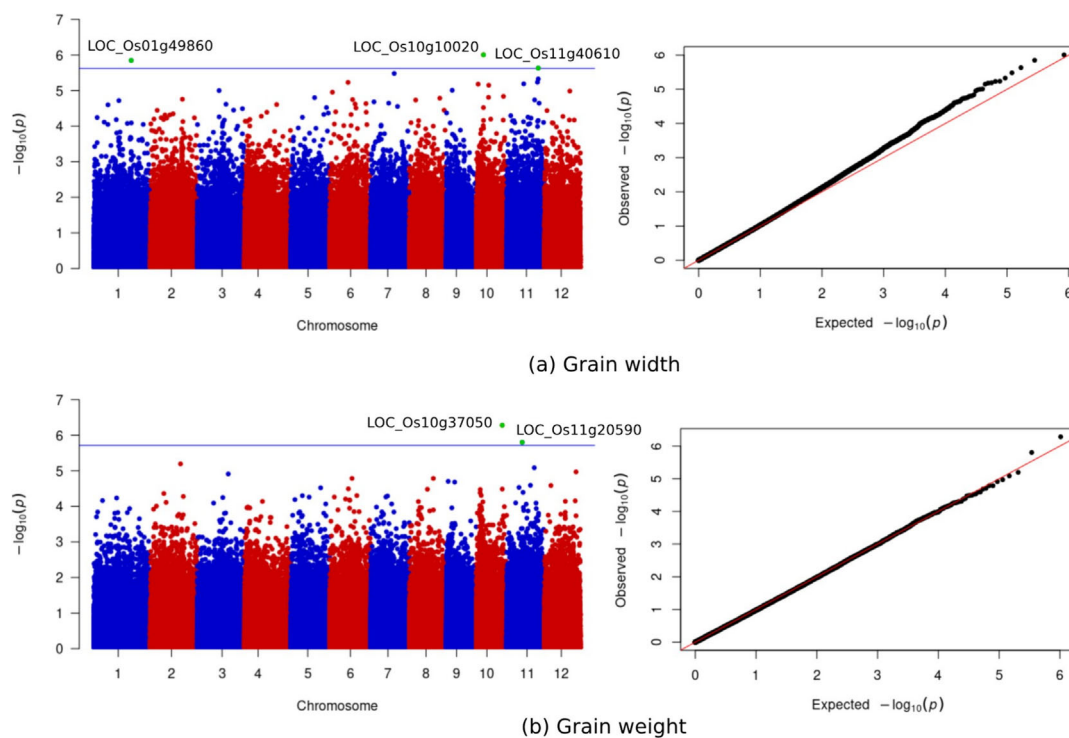 7
6
5
4
3
2
1
0
−log₁₀(p)
LOC_Os01g49860
LOC_Os10g10020
LOC_Os11g40610
1 2 3 4 5 6 7 8 9 10 11 12
Chromosome
6
5
4
3
2
1
0
Observed −log₁₀(p)
0 1 2 3 4 5 6
Expected −log₁₀(p)
(a) Grain width
7
6
5
4
3
2
1
0
−log₁₀(p)
LOC_Os10g37050
LOC_Os11g20590
1 2 3 4 5 6 7 8 9 10 11 12
Chromosome
6
5
4
3
2
1
0
Observed −log₁₀(p)
0 1 2 3 4 5 6
Expected −log₁₀(p)
(b) Grain weight